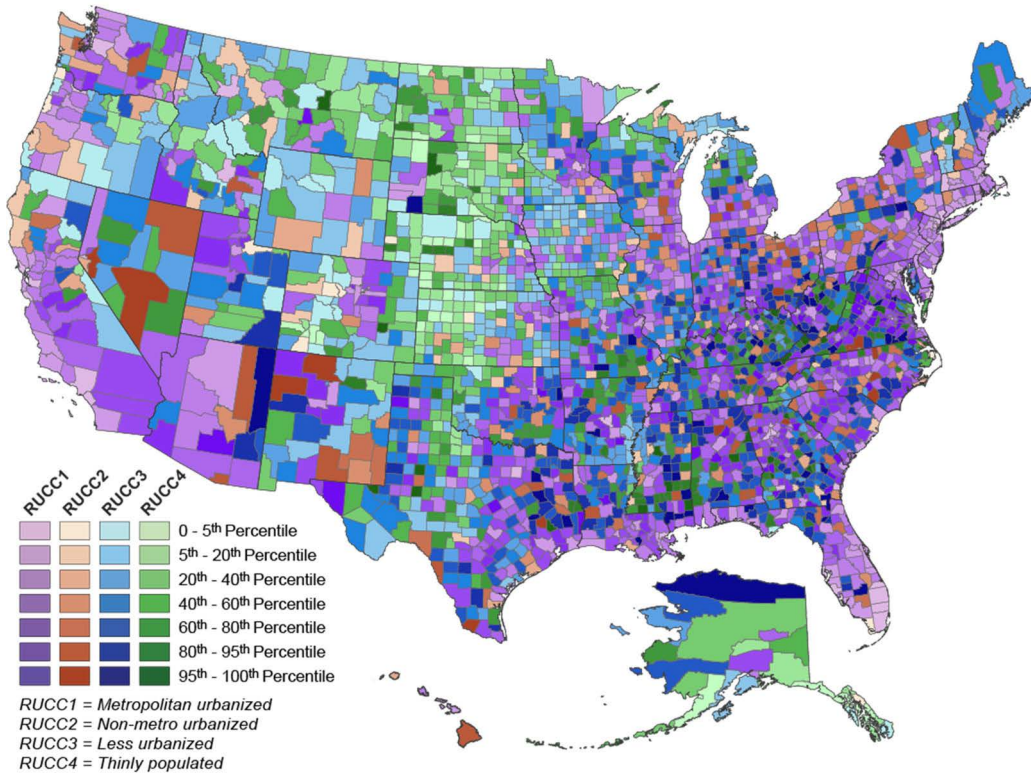 RUCC1 RUCC2 RUCC3 RUCC4
0 - 5th Percentile
5th - 20th Percentile
20th - 40th Percentile
40th - 60th Percentile
60th - 80th Percentile
80th - 95th Percentile
95th - 100th Percentile
RUCC1 = Metropolitan urbanized
RUCC2 = Non-metro urbanized
RUCC3 = Less urbanized
RUCC4 = Thinly populated